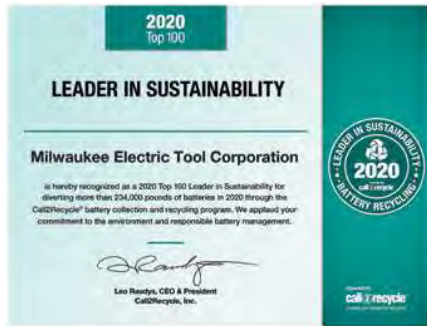 2020
Top 100
LEADER IN SUSTAINABILITY
Milwaukee Electric Tool Corporation
is hereby recognized as a 2020 Top 100 Leader in Sustainability for
diverting more than 234,000 pounds of batteries in 2020 through the
Call2Recycle® battery collection and recycling program. We applaud your
commitment to the environment and responsible battery management.
Leo Raudys, CEO & President
Call2Recycle, Inc.
LEADER IN SUSTAINABILITY
2020
call2recycle
BATTERY RECYCLING
call2recycle